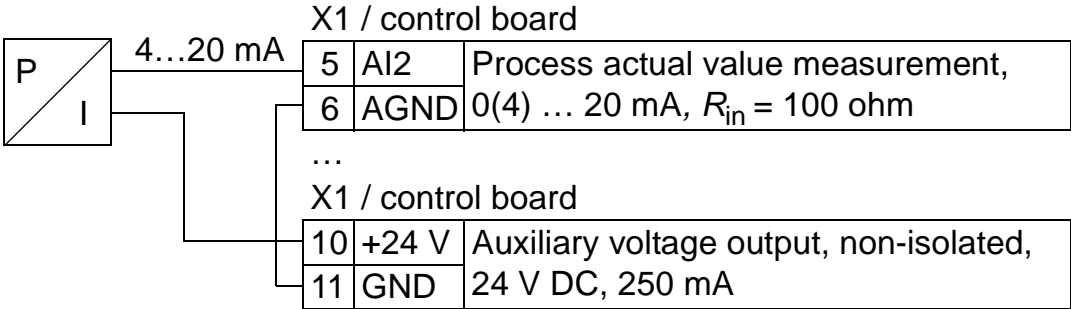 X1 / control board
P
I
4…20 mA
5 AI2 Process actual value measurement,
6 AGND 0(4) … 20 mA, Rin = 100 ohm
…
X1 / control board
10 +24 V Auxiliary voltage output, non-isolated,
11 GND 24 V DC, 250 mA